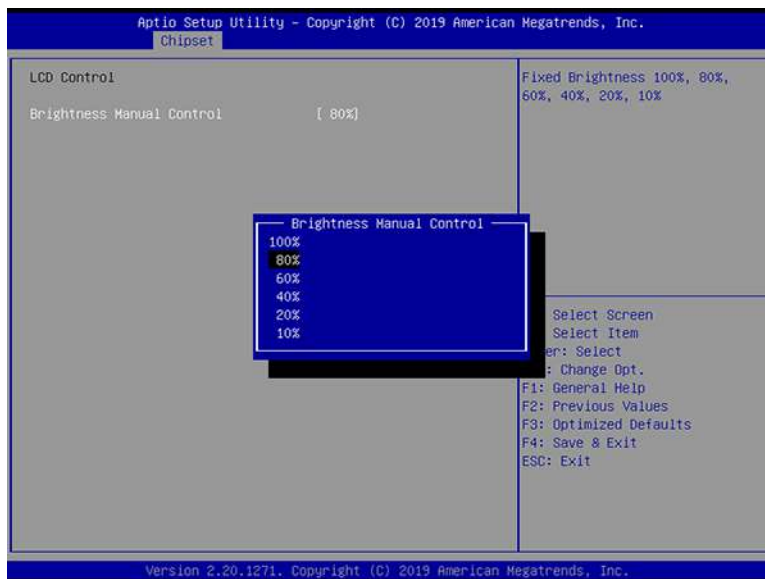 Aptio Setup Utility – Copyright (C) 2019 American Megatrends, Inc.
Chipset
LCD Control
Brightness Manual Control [ 80%]
Fixed Brightness 100%, 80%,
60%, 40%, 20%, 10%
Brightness Manual Control
100%
80%
60%
40%
20%
10%
Select Screen
Select Item
er: Select
: Change Opt.
F1: General Help
F2: Previous Values
F3: Optimized Defaults
F4: Save & Exit
ESC: Exit
Version 2.20.1271. Copyright (C) 2019 American Megatrends, Inc.